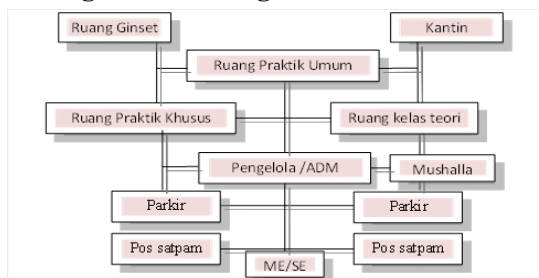 Ruang Ginset
Kantin
Ruang Praktik Umum
Ruang Praktik Khusus
Ruang kelas teori
Pengelola /ADM
Mushalla
Parkir
Parkir
Pos satpam
Pos satpam
ME/SE